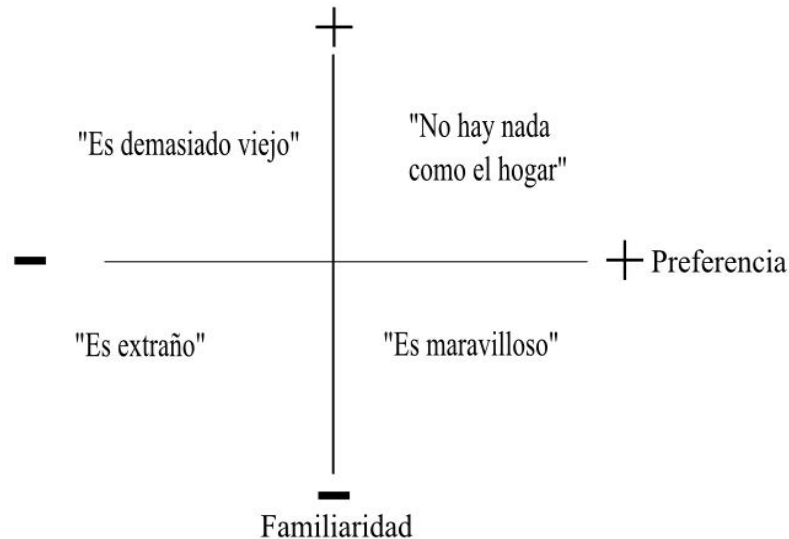 +
"Es demasiado viejo"
"No hay nada
como el hogar"
-
+ Preferencia
"Es extraño"
"Es maravilloso"
-
Familiaridad